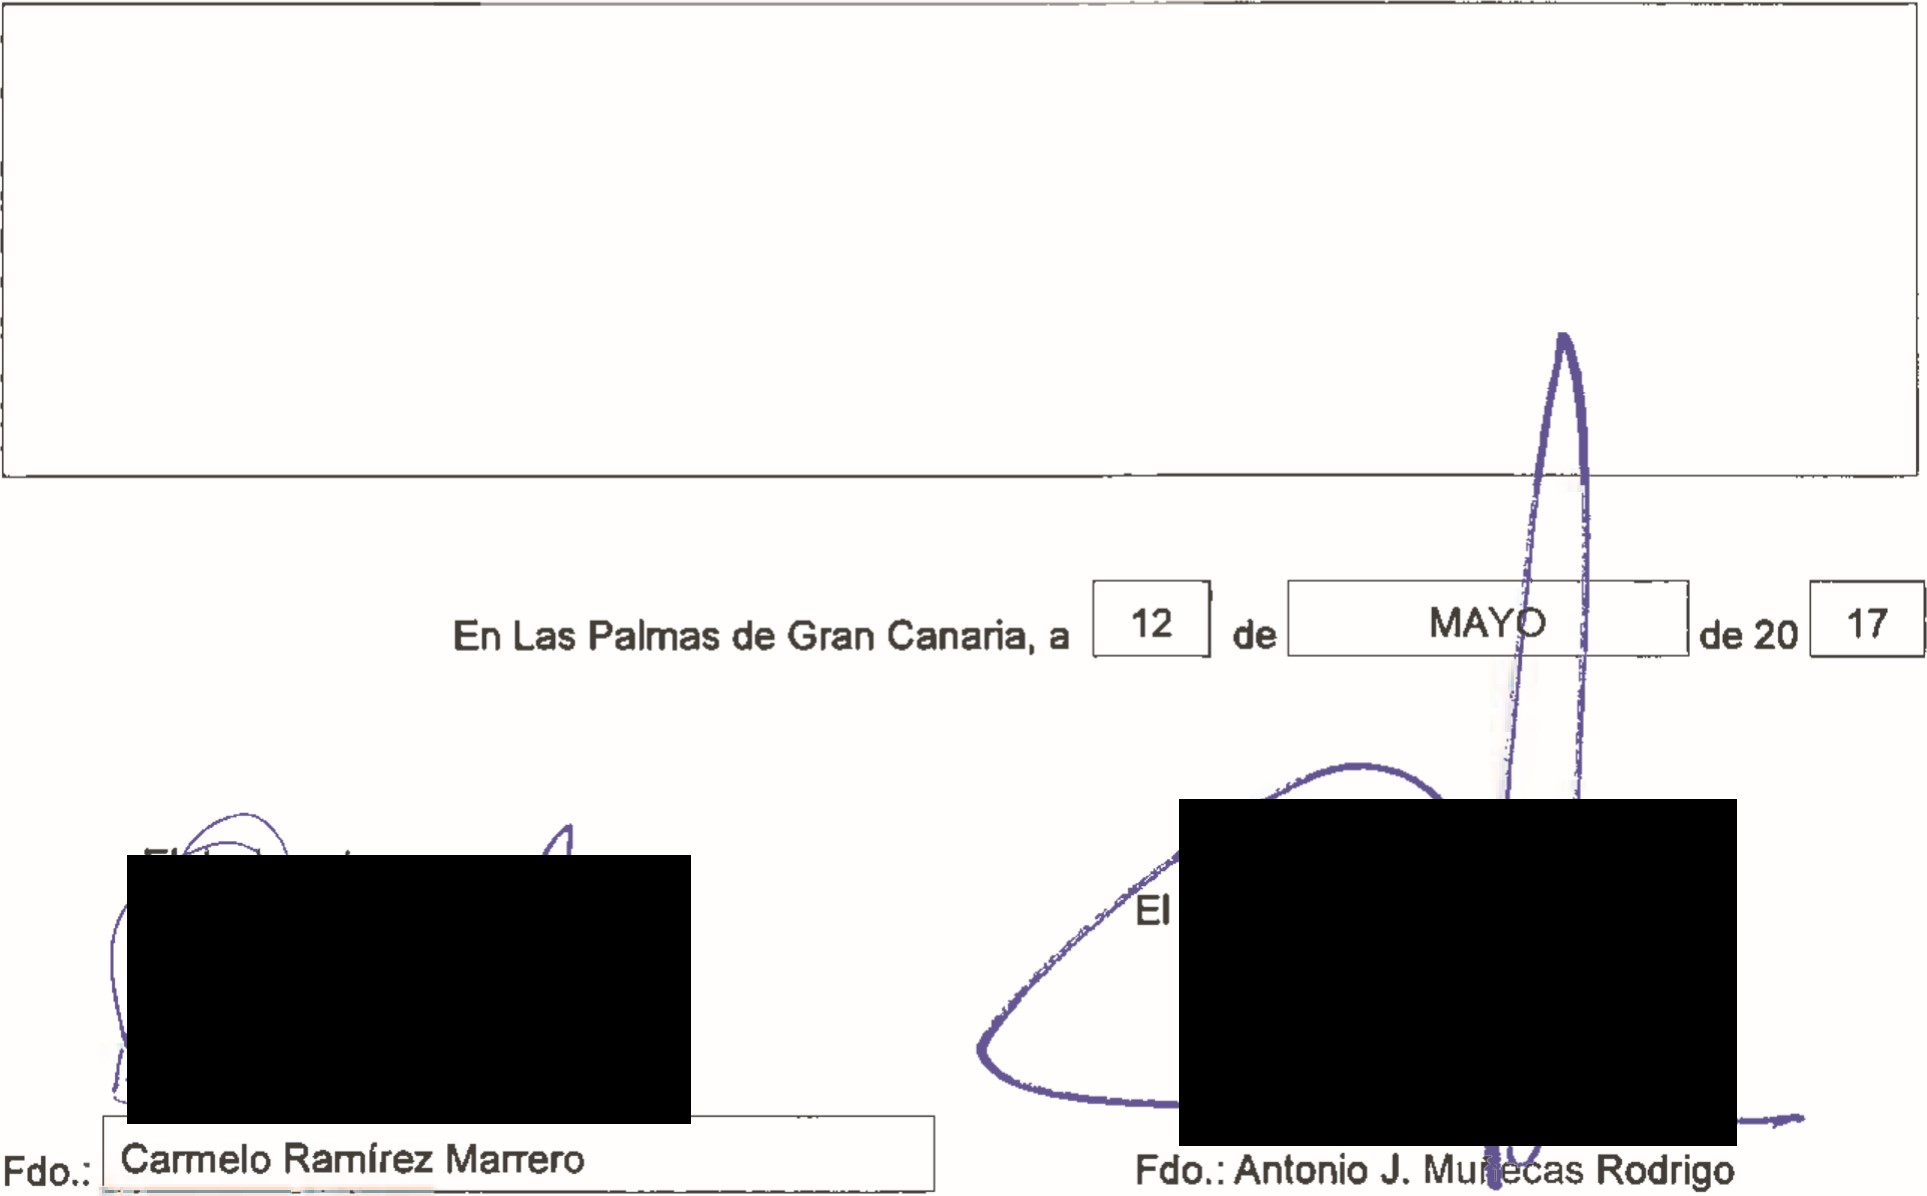 En Las Palmas de Gran Canaria, a 12 de MAYO de 20 17
El
Fdo.: Carmelo Ramírez Marrero
Fdo.: Antonio J. Muñecas Rodrigo